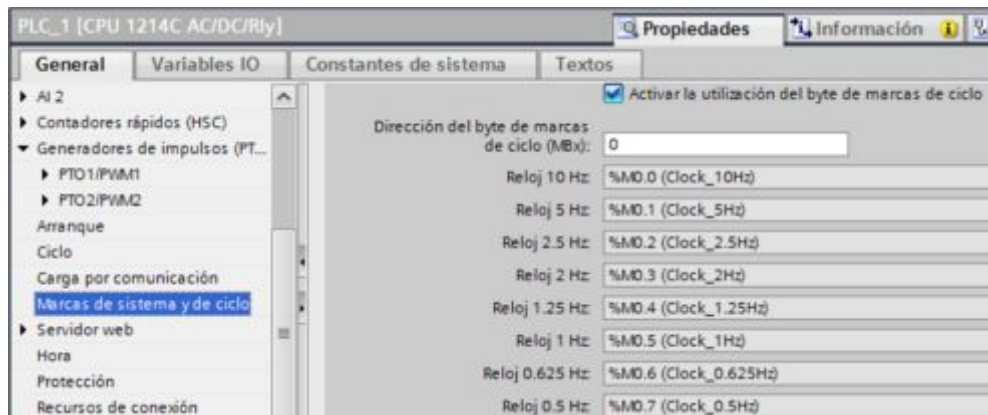 PLC_1 [CPU 1214C AC/DC/Rly]
Propiedades
Información
General
Variables IO
Constantes de sistema
Textos
AI 2
Contadores rápidos (HSC)
Generadores de impulsos (PT...
PTO1/PWM1
PTO2/PWM2
Arranque
Ciclo
Carga por comunicación
Marcas de sistema y de ciclo
Servidor web
Hora
Protección
Recursos de conexión
Activar la utilización del byte de marcas de ciclo
Dirección del byte de marcas
de ciclo (MBx): 0
Reloj 10 Hz: %M0.0 (Clock_10Hz)
Reloj 5 Hz: %M0.1 (Clock_5Hz)
Reloj 2.5 Hz: %M0.2 (Clock_2.5Hz)
Reloj 2 Hz: %M0.3 (Clock_2Hz)
Reloj 1.25 Hz: %M0.4 (Clock_1.25Hz)
Reloj 1 Hz: %M0.5 (Clock_1Hz)
Reloj 0.625 Hz: %M0.6 (Clock_0.625Hz)
Reloj 0.5 Hz: %M0.7 (Clock_0.5Hz)